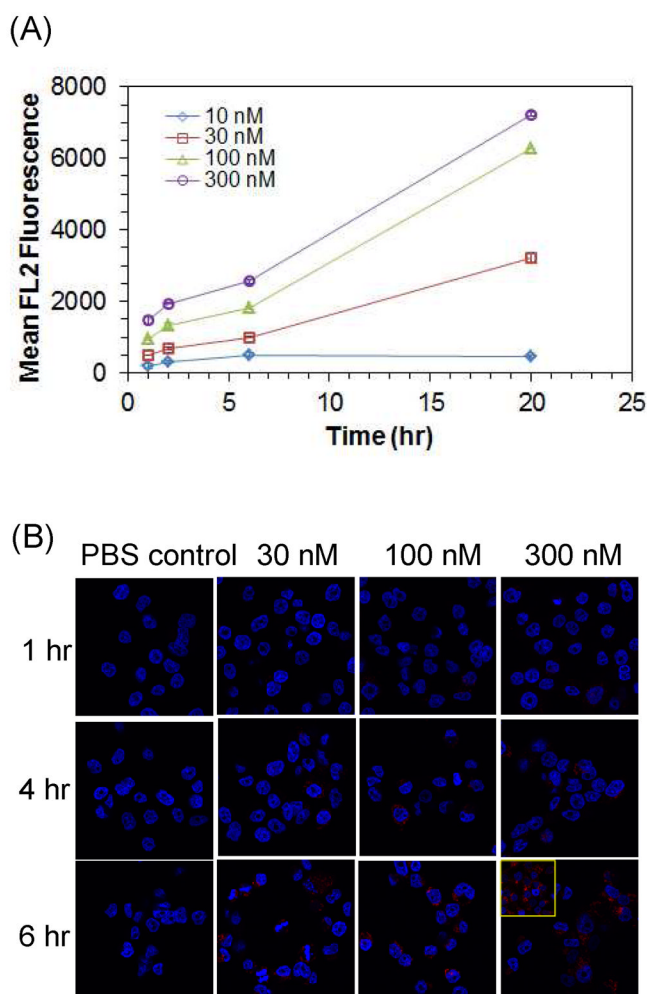 (A)
8000
6000
4000
2000
0
10 nM
30 nM
100 nM
300 nM
Mean FL2 Fluorescence
0 5 10 15 20 25
Time (hr)
(B)
PBS control 30 nM 100 nM 300 nM
1 hr
4 hr
6 hr